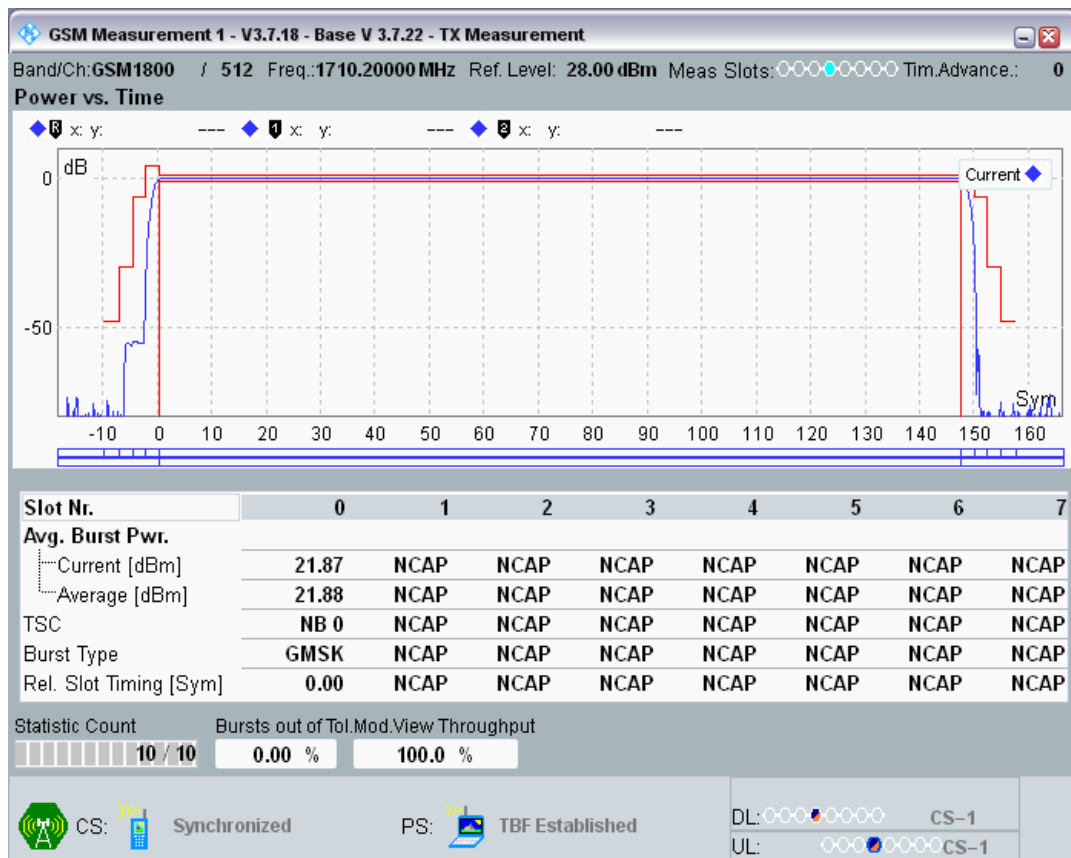 GSM Measurement 1 - V3.7.18 - Base V 3.7.22 - TX Measurement
Band/Ch:GSM1800 / 512 Freq.:1710.20000 MHz Ref. Level: 28.00 dBm Meas Slots: Tim.Advance.: 0
Power vs. Time
R x: y: --- 1 x: y: --- 2 x: y: ---
dB
Current
0
-50
Sym
-10 0 10 20 30 40 50 60 70 80 90 100 110 120 130 140 150 160
Slot Nr. 0 1 2 3 4 5 6 7
Avg. Burst Pwr.
Current [dBm] 21.87 NCAP NCAP NCAP NCAP NCAP NCAP NCAP
Average [dBm] 21.88 NCAP NCAP NCAP NCAP NCAP NCAP NCAP
TSC NB 0 NCAP NCAP NCAP NCAP NCAP NCAP NCAP
Burst Type GMSK NCAP NCAP NCAP NCAP NCAP NCAP NCAP
Rel. Slot Timing [Sym] 0.00 NCAP NCAP NCAP NCAP NCAP NCAP NCAP
Statistic Count Bursts out of Tol.Mod.View Throughput
10 / 10 0.00 % 100.0 %
CS: Synchronized PS: TBF Established
DL: CS-1
UL: CS-1